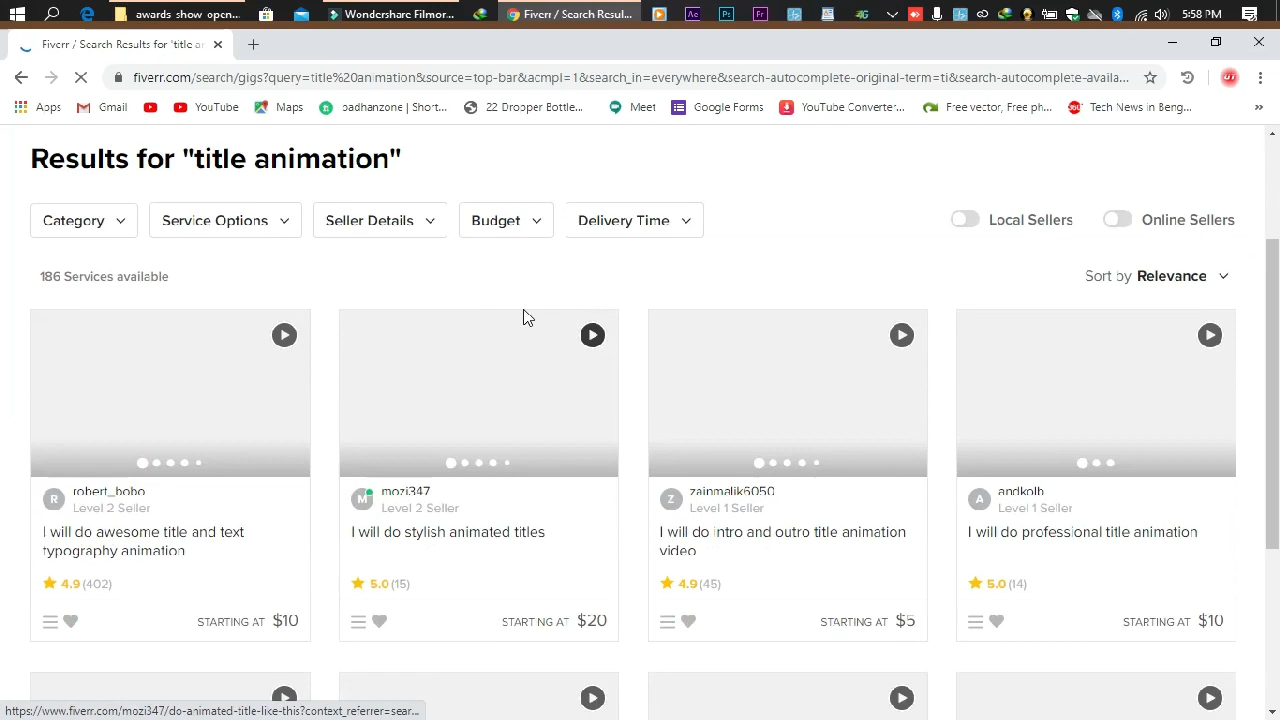 awards show open...
Wondershare Filmor...
Fiverr / Search Resul...
Ae
Ps
Fr
5:58 PM
Fiverr / Search Results for 'title ar
fiverr.com/search/gigs?query=title%20animation&source=top-bar&acmpl=1&search_in=everywhere&search-autocomplete-original-term=ti&search-autocomplete-availa...
Apps
Gmail
YouTube
Maps
badhanzone | Short...
22 Dropper Bottle...
Meet
Google Forms
YouTube Converter...
Free vector, Free ph...
Tech News in Beng...
Results for "title animation"
Category
Service Options
Seller Details
Budget
Delivery Time
Local Sellers
Online Sellers
186 Services available
Sort by Relevance
R
robert_bobo
Level 2 Seller
I will do awesome title and text
typography animation
4.9 (402)
STARTING AT $10
M
mozi347
Level 2 Seller
I will do stylish animated titles
5.0 (15)
STARTING AT $20
Z
zainmalik6050
Level 1 Seller
I will do intro and outro title animation
video
4.9 (45)
STARTING AT $5
A
andkolb
Level 1 Seller
I will do professional title animation
5.0 (14)
STARTING AT $10
https://www.fiverr.com/mozi347/do-animated-title-like-this?context_referrer=sear...